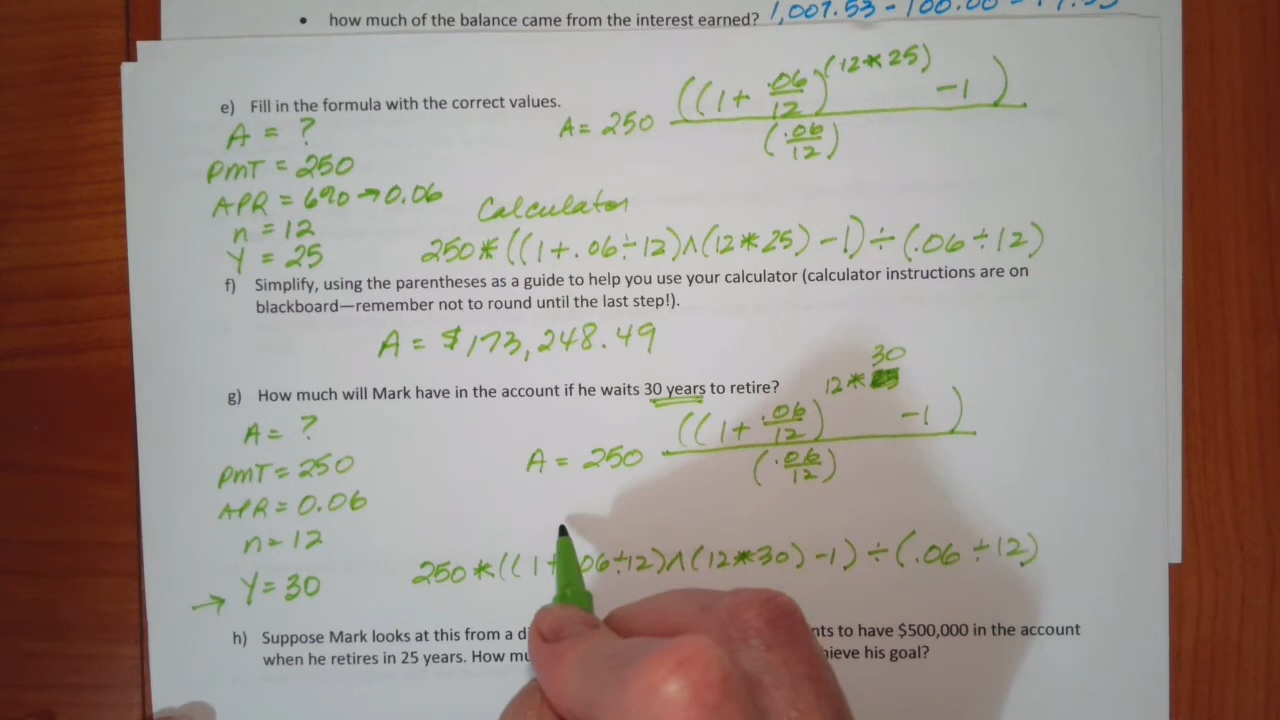 • how much of the balance came from the interest earned? 1,007.53 - 100.00 =
e) Fill in the formula with the correct values.
A = ?
PMT = 250
APR = 6% → 0.06
n = 12
Y = 25
A = 250 ((1 + .06/12)^(12*25) - 1) / (.06/12)
Calculator
250*((1+.06÷12)^(12*25)-1)÷(.06÷12)
f) Simplify, using the parentheses as a guide to help you use your calculator (calculator instructions are on
blackboard—remember not to round until the last step!).
A = $173,248.49
g) How much will Mark have in the account if he waits 30 years to retire?
A = ?
PMT = 250
APR = 0.06
n = 12
→ Y = 30
A = 250 ((1 + .06/12)^12*30 - 1) / (.06/12)
250*((1+.06÷12)^(12*30)-1)÷(.06÷12)
h) Suppose Mark looks at this from a to have $500,000 in the account
when he retires in 25 years. How his goal?